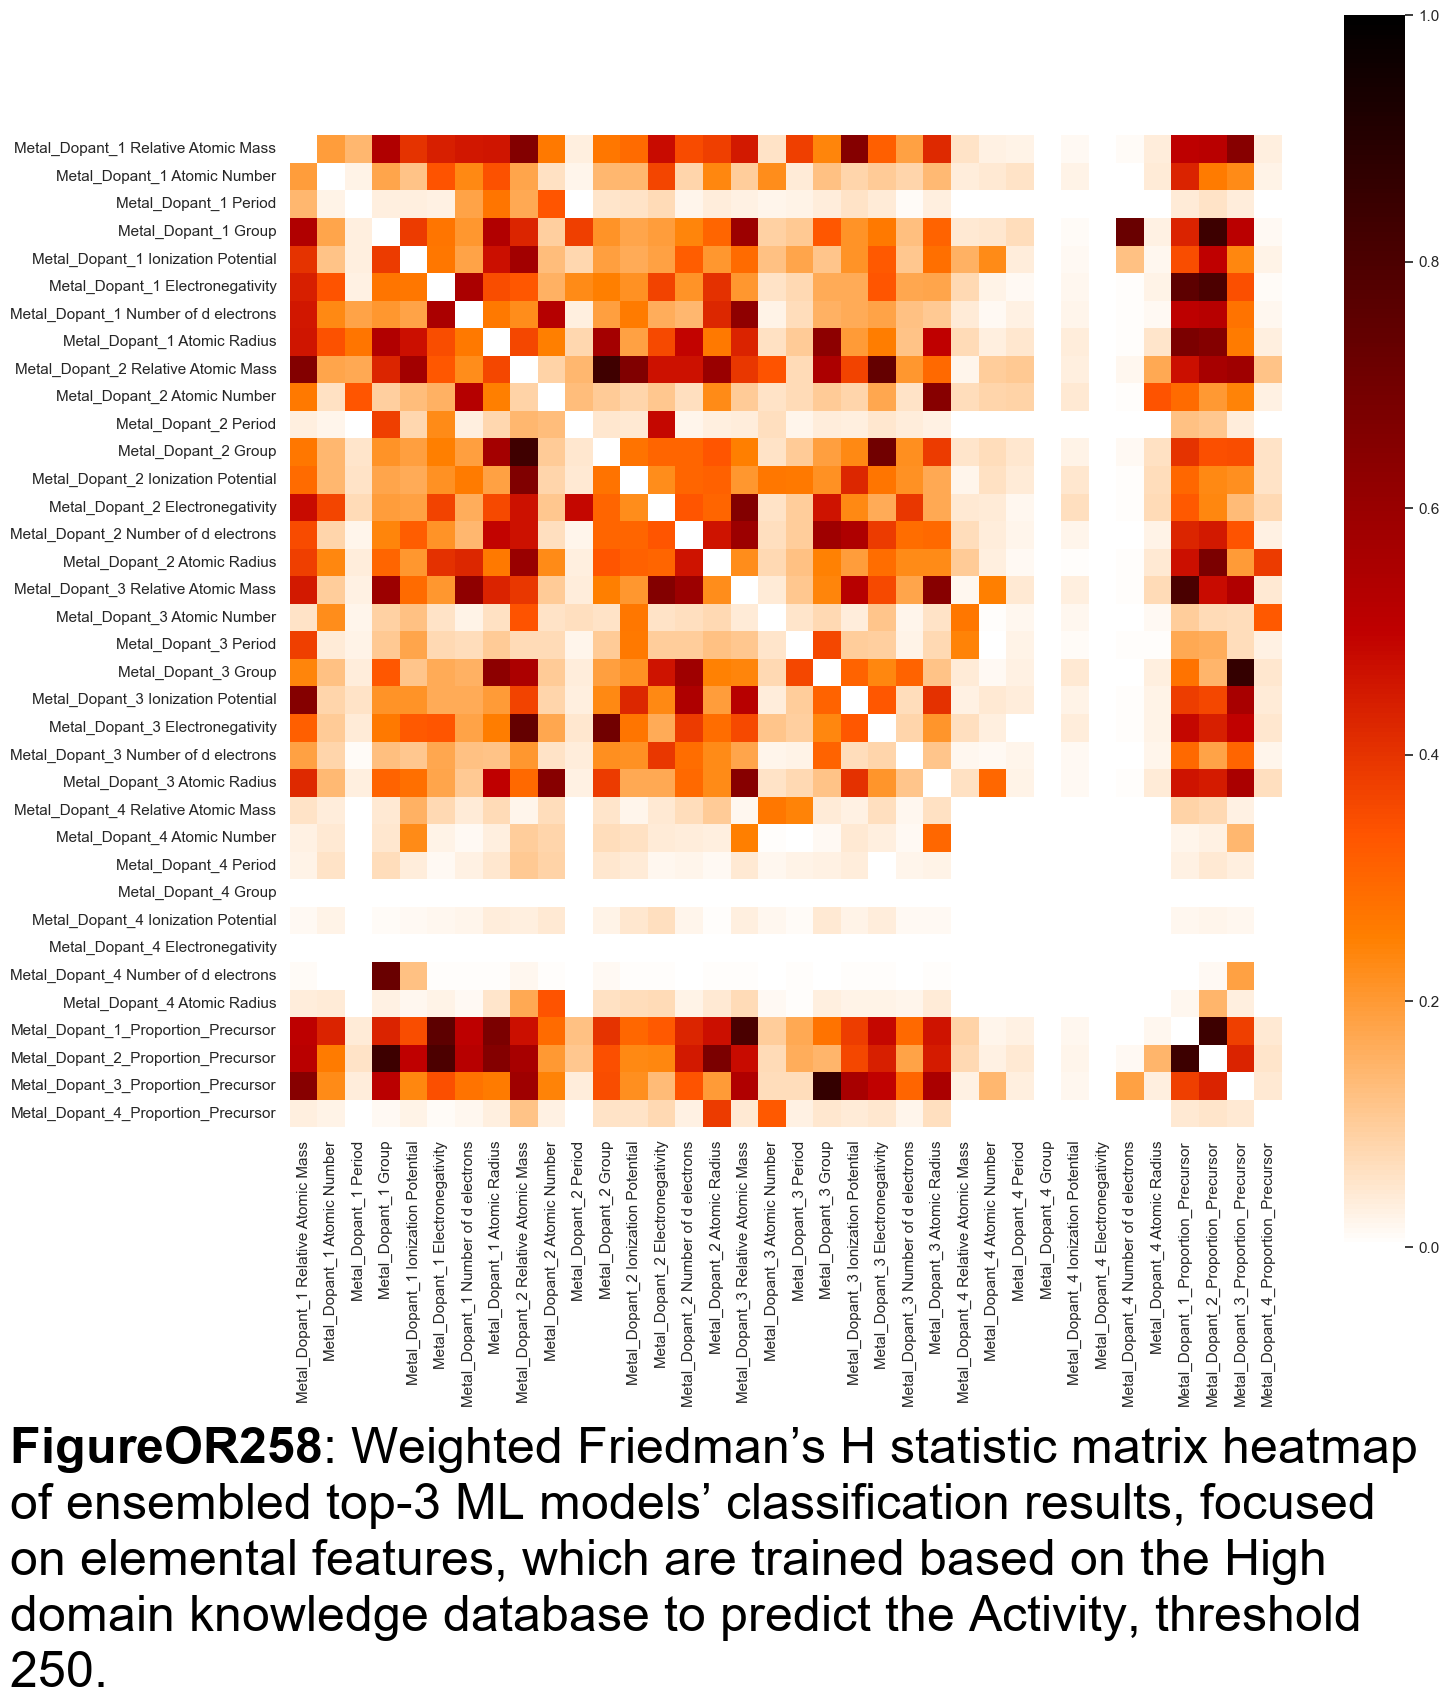 1.0
0.8
0.6
0.4
0.2
0.0
Metal_Dopant_1 Relative Atomic Mass
Metal_Dopant_1 Atomic Number
Metal_Dopant_1 Period
Metal_Dopant_1 Group
Metal_Dopant_1 Ionization Potential
Metal_Dopant_1 Electronegativity
Metal_Dopant_1 Number of d electrons
Metal_Dopant_1 Atomic Radius
Metal_Dopant_2 Relative Atomic Mass
Metal_Dopant_2 Atomic Number
Metal_Dopant_2 Period
Metal_Dopant_2 Group
Metal_Dopant_2 Ionization Potential
Metal_Dopant_2 Electronegativity
Metal_Dopant_2 Number of d electrons
Metal_Dopant_2 Atomic Radius
Metal_Dopant_3 Relative Atomic Mass
Metal_Dopant_3 Atomic Number
Metal_Dopant_3 Period
Metal_Dopant_3 Group
Metal_Dopant_3 Ionization Potential
Metal_Dopant_3 Electronegativity
Metal_Dopant_3 Number of d electrons
Metal_Dopant_3 Atomic Radius
Metal_Dopant_4 Relative Atomic Mass
Metal_Dopant_4 Atomic Number
Metal_Dopant_4 Period
Metal_Dopant_4 Group
Metal_Dopant_4 Ionization Potential
Metal_Dopant_4 Electronegativity
Metal_Dopant_4 Number of d electrons
Metal_Dopant_4 Atomic Radius
Metal_Dopant_1_Proportion_Precursor
Metal_Dopant_2_Proportion_Precursor
Metal_Dopant_3_Proportion_Precursor
Metal_Dopant_4_Proportion_Precursor
Metal_Dopant_1 Relative Atomic Mass
Metal_Dopant_1 Atomic Number
Metal_Dopant_1 Period
Metal_Dopant_1 Group
Metal_Dopant_1 Ionization Potential
Metal_Dopant_1 Electronegativity
Metal_Dopant_1 Number of d electrons
Metal_Dopant_1 Atomic Radius
Metal_Dopant_2 Relative Atomic Mass
Metal_Dopant_2 Atomic Number
Metal_Dopant_2 Period
Metal_Dopant_2 Group
Metal_Dopant_2 Ionization Potential
Metal_Dopant_2 Electronegativity
Metal_Dopant_2 Number of d electrons
Metal_Dopant_2 Atomic Radius
Metal_Dopant_3 Relative Atomic Mass
Metal_Dopant_3 Atomic Number
Metal_Dopant_3 Period
Metal_Dopant_3 Group
Metal_Dopant_3 Ionization Potential
Metal_Dopant_3 Electronegativity
Metal_Dopant_3 Number of d electrons
Metal_Dopant_3 Atomic Radius
Metal_Dopant_4 Relative Atomic Mass
Metal_Dopant_4 Atomic Number
Metal_Dopant_4 Period
Metal_Dopant_4 Group
Metal_Dopant_4 Ionization Potential
Metal_Dopant_4 Electronegativity
Metal_Dopant_4 Number of d electrons
Metal_Dopant_4 Atomic Radius
Metal_Dopant_1_Proportion_Precursor
Metal_Dopant_2_Proportion_Precursor
Metal_Dopant_3_Proportion_Precursor
Metal_Dopant_4_Proportion_Precursor
FigureOR258: Weighted Friedman’s H statistic matrix heatmap
of ensembled top-3 ML models’ classification results, focused
on elemental features, which are trained based on the High
domain knowledge database to predict the Activity, threshold
250.